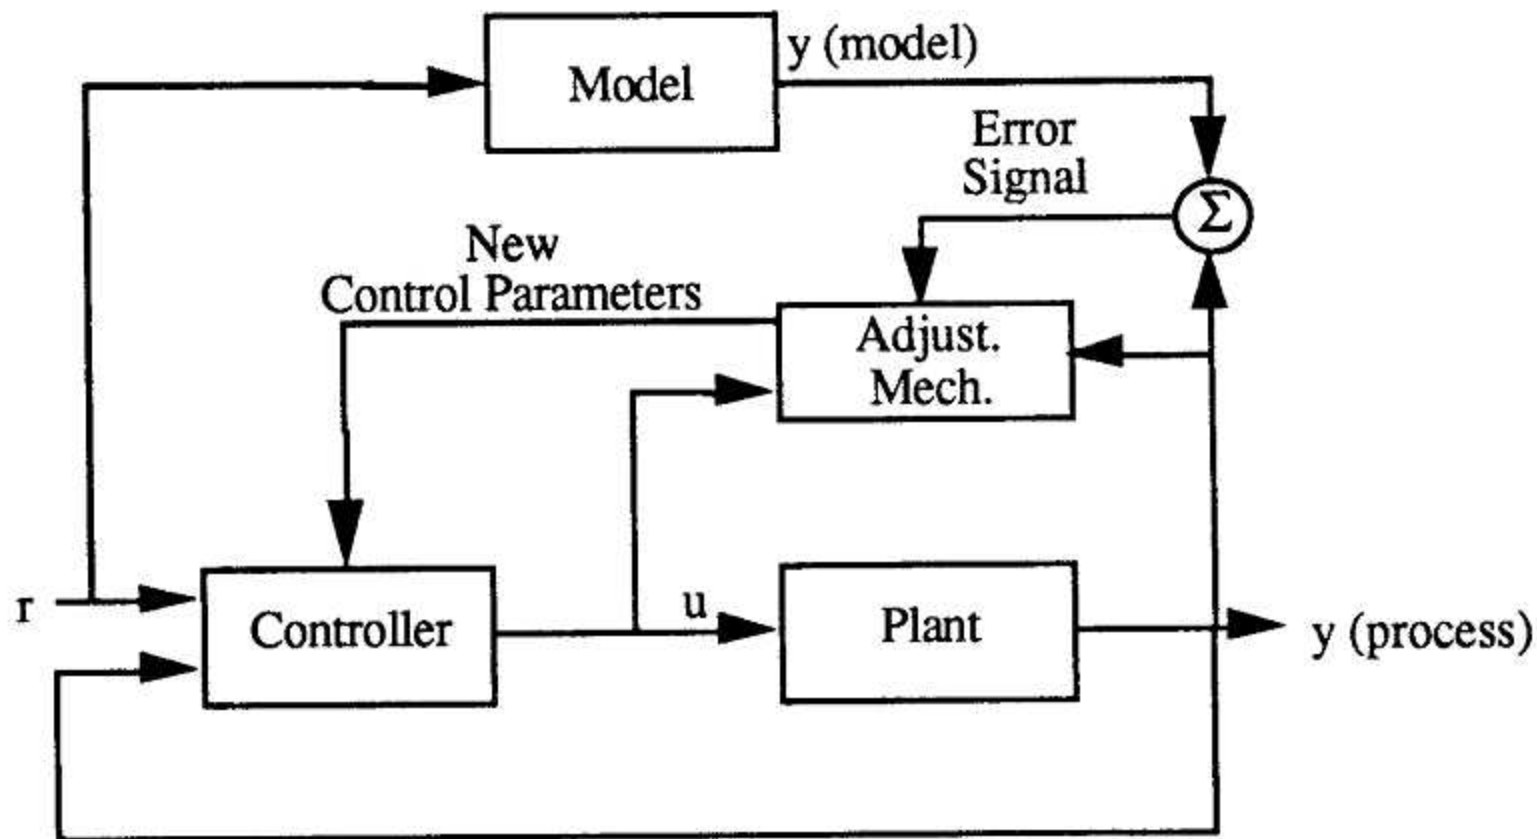 y (model)
Model
Error
Signal
Σ
New
Control Parameters
Adjust.
Mech.
r
Controller
u
Plant
y (process)